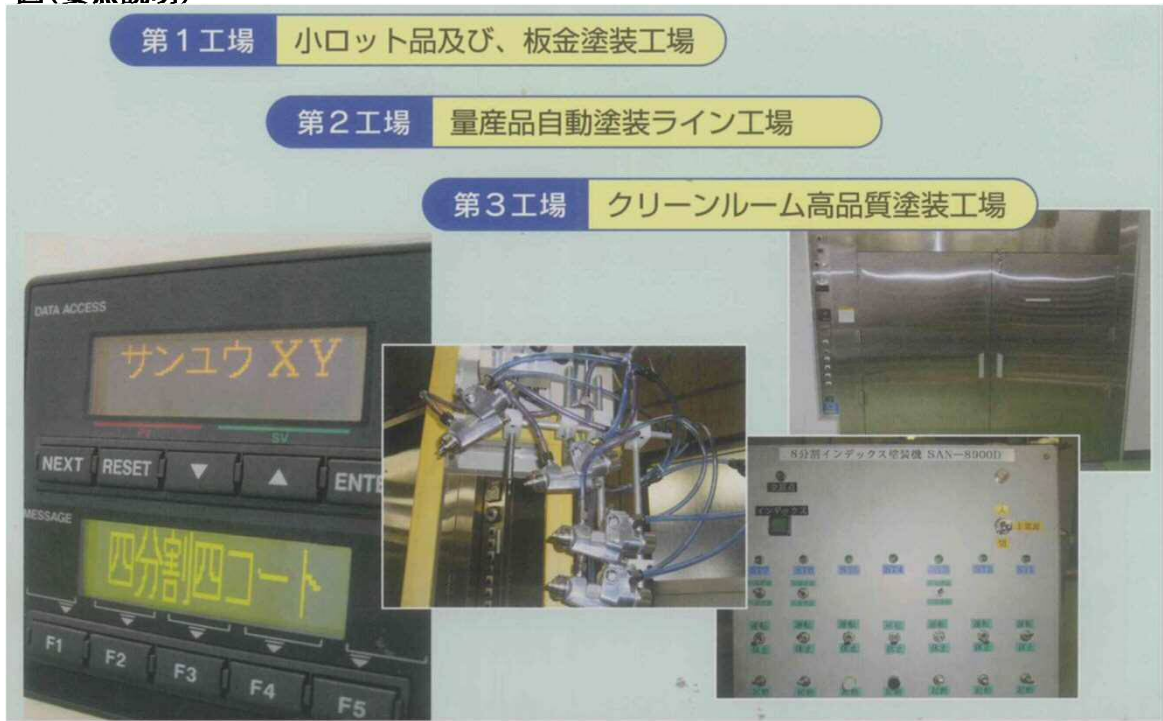 第1工場 小ロット品及び、板金塗装工場
第2工場 量産品自動塗装ライン工場
第3工場 クリーンルーム高品質塗装工場
DATA ACCESS
サンユウ XY
PV SV
NEXT RESET ▼ ▲ ENTE
MESSAGE
四分割四コート
F1 F2 F3 F4 F5
8分割インデックス塗装機 SAN-8900D
インデックス